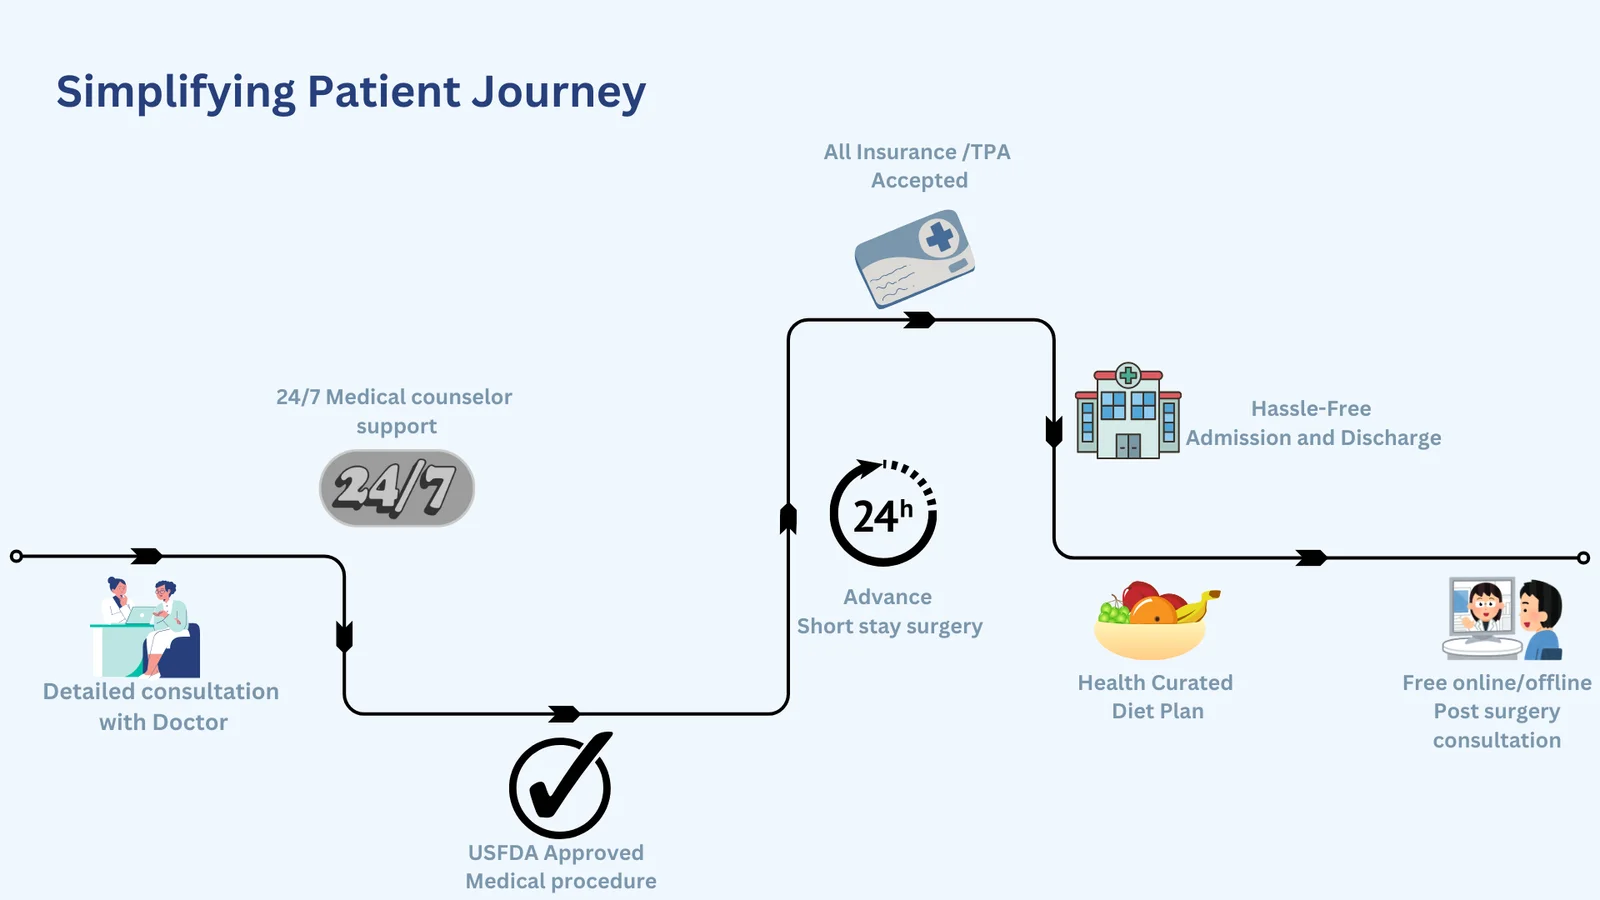 Simplifying Patient Journey
Detailed consultation
with Doctor
24/7 Medical counselor
support
24/7
USFDA Approved
Medical procedure
24h
Advance
Short stay surgery
All Insurance /TPA
Accepted
Hassle-Free
Admission and Discharge
Health Curated
Diet Plan
Free online/offline
Post surgery
consultation